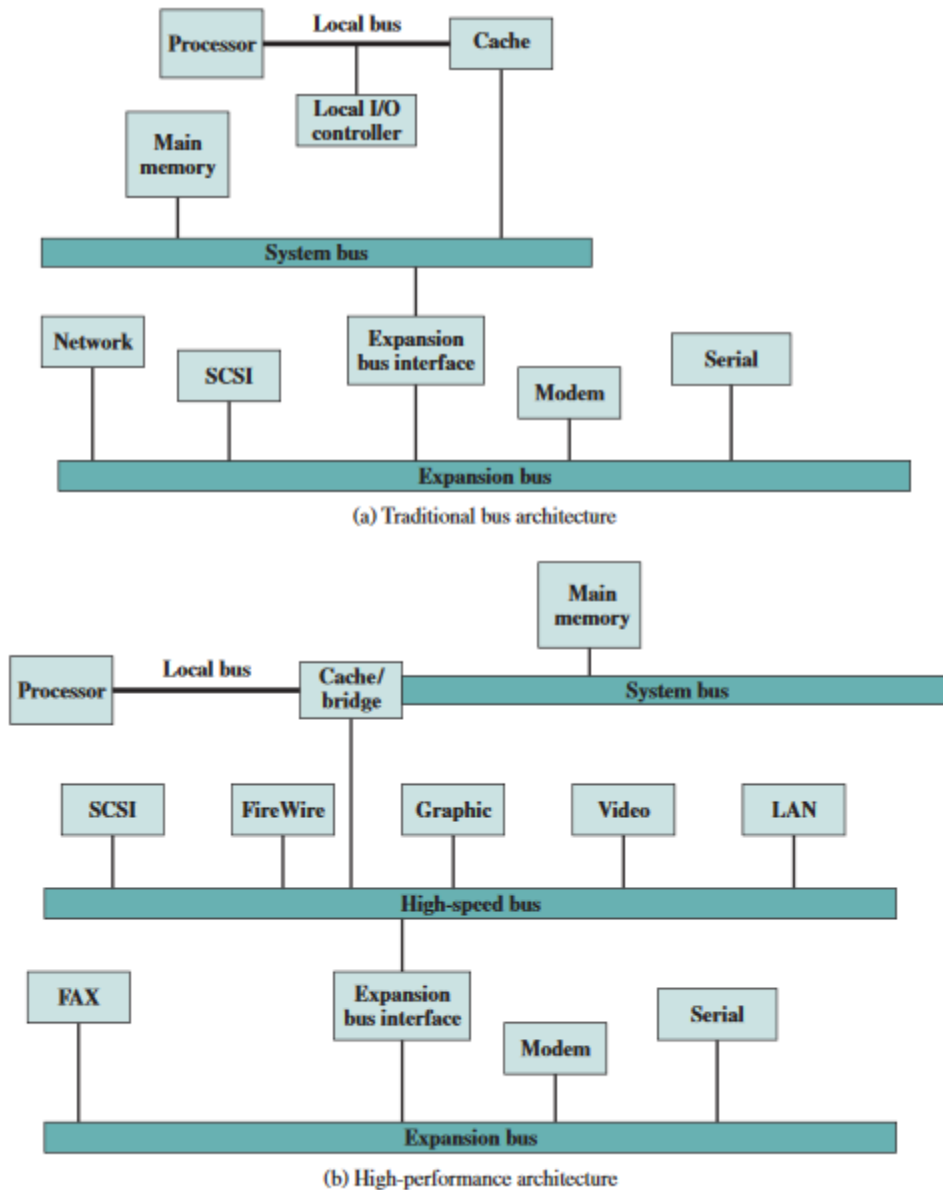 Local bus
Processor
Cache
Local I/O
controller
Main
memory
System bus
Network
SCSI
Expansion
bus interface
Modem
Serial
Expansion bus
(a) Traditional bus architecture
Main
memory
Local bus
Processor
Cache/
bridge
System bus
SCSI
FireWire
Graphic
Video
LAN
High-speed bus
FAX
Expansion
bus interface
Modem
Serial
Expansion bus
(b) High-performance architecture